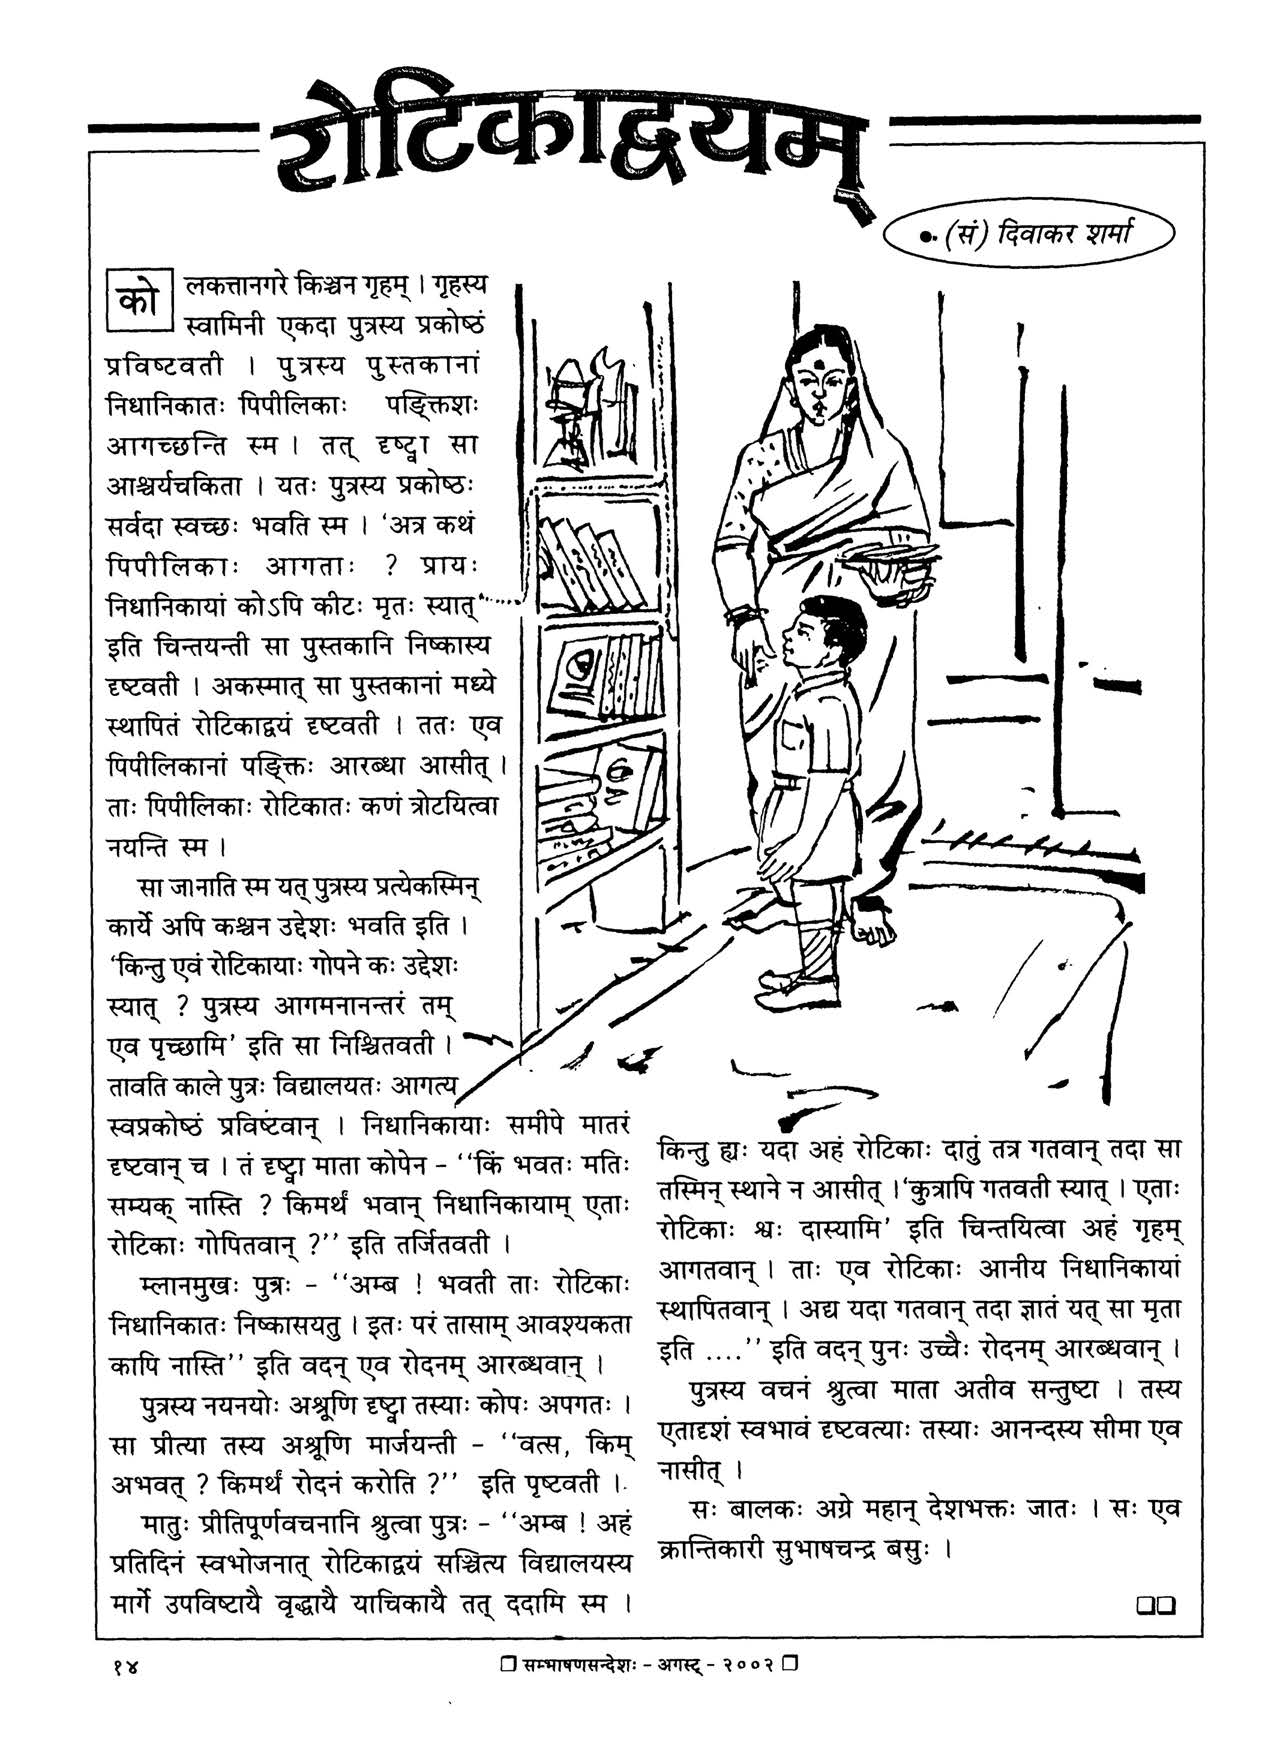 रोटिकाद्वयम्
•. (सं) दिवाकर शर्मा
कोलकत्तानगरे किञ्चन गृहम् । गृहस्य
स्वामिनी एकदा पुत्रस्य प्रकोष्ठं
प्रविष्टवती । पुत्रस्य पुस्तकानां
निधानिकातः पिपीलिकाः पङ्क्तिशः
आगच्छन्ति स्म । तत् दृष्ट्वा सा
आश्चर्यचकिता । यतः पुत्रस्य प्रकोष्ठः
सर्वदा स्वच्छः भवति स्म । ‘अत्र कथं
पिपीलिकाः आगताः ? प्रायः
निधानिकायां कोऽपि कीटः मृतः स्यात्’
इति चिन्तयन्ती सा पुस्तकानि निष्कास्य
दृष्टवती । अकस्मात् सा पुस्तकानां मध्ये
स्थापितं रोटिकाद्वयं दृष्टवती । ततः एव
पिपीलिकानां पङ्क्तिः आरब्धा आसीत् ।
ताः पिपीलिकाः रोटिकातः कणं त्रोटयित्वा
नयन्ति स्म ।
सा जानाति स्म यत् पुत्रस्य प्रत्येकस्मिन्
कार्ये अपि कश्चन उद्देशः भवति इति ।
‘किन्तु एवं रोटिकायाः गोपने कः उद्देशः
स्यात् ? पुत्रस्य आगमनानन्तरं तम्
एव पृच्छामि’ इति सा निश्चितवती ।
तावति काले पुत्रः विद्यालयतः आगत्य
स्वप्रकोष्ठं प्रविष्टवान् । निधानिकायाः समीपे मातरं
दृष्टवान् च । तं दृष्ट्वा माता कोपेन – ‘‘किं भवतः मतिः
सम्यक् नास्ति ? किमर्थं भवान् निधानिकायाम् एताः
रोटिकाः गोपितवान् ?’’ इति तर्जितवती ।
म्लानमुखः पुत्रः – ‘‘अम्ब ! भवती ताः रोटिकाः
निधानिकातः निष्कासयतु । इतः परं तासाम् आवश्यकता
कापि नास्ति’’ इति वदन् एव रोदनम् आरब्धवान् ।
पुत्रस्य नयनयोः अश्रूणि दृष्ट्वा तस्याः कोपः अपगतः ।
सा प्रीत्या तस्य अश्रूणि मार्जयन्ती – ‘‘वत्स, किम्
अभवत् ? किमर्थं रोदनं करोति ?’’ इति पृष्टवती ।
मातुः प्रीतिपूर्णवचनानि श्रुत्वा पुत्रः – ‘‘अम्ब ! अहं
प्रतिदिनं स्वभोजनात् रोटिकाद्वयं सञ्चित्य विद्यालयस्य
मार्गे उपविष्टायै वृद्धायै याचिकायै तत् ददामि स्म ।
किन्तु ह्यः यदा अहं रोटिकाः दातुं तत्र गतवान् तदा सा
तस्मिन् स्थाने न आसीत् । ‘कुत्रापि गतवती स्यात् । एताः
रोटिकाः श्वः दास्यामि’ इति चिन्तयित्वा अहं गृहम्
आगतवान् । ताः एव रोटिकाः आनीय निधानिकायां
स्थापितवान् । अद्य यदा गतवान् तदा ज्ञातं यत् सा मृता
इति ....’’ इति वदन् पुनः उच्चैः रोदनम् आरब्धवान् ।
पुत्रस्य वचनं श्रुत्वा माता अतीव सन्तुष्टा । तस्य
एतादृशं स्वभावं दृष्टवत्याः तस्याः आनन्दस्य सीमा एव
नासीत् ।
सः बालकः अग्रे महान् देशभक्तः जातः । सः एव
क्रान्तिकारी सुभाषचन्द्र बसुः ।
❑❑
१४
❑ सम्भाषणसन्देशः – अगस्ट् – २००२ ❑